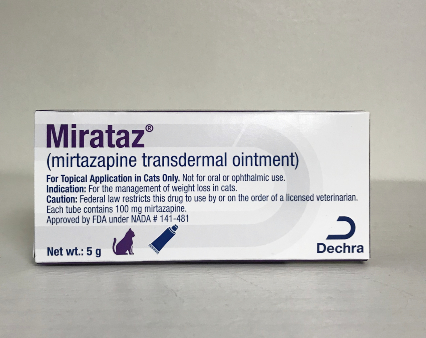 Mirataz®
(mirtazapine transdermal ointment)
For Topical Application in Cats Only. Not for oral or ophthalmic use.
Indication: For the management of weight loss in cats.
Caution: Federal law restricts this drug to use by or on the order of a licensed veterinarian.
Each tube contains 100 mg mirtazapine.
Approved by FDA under NADA # 141-481
Net wt.: 5 g
Dechra